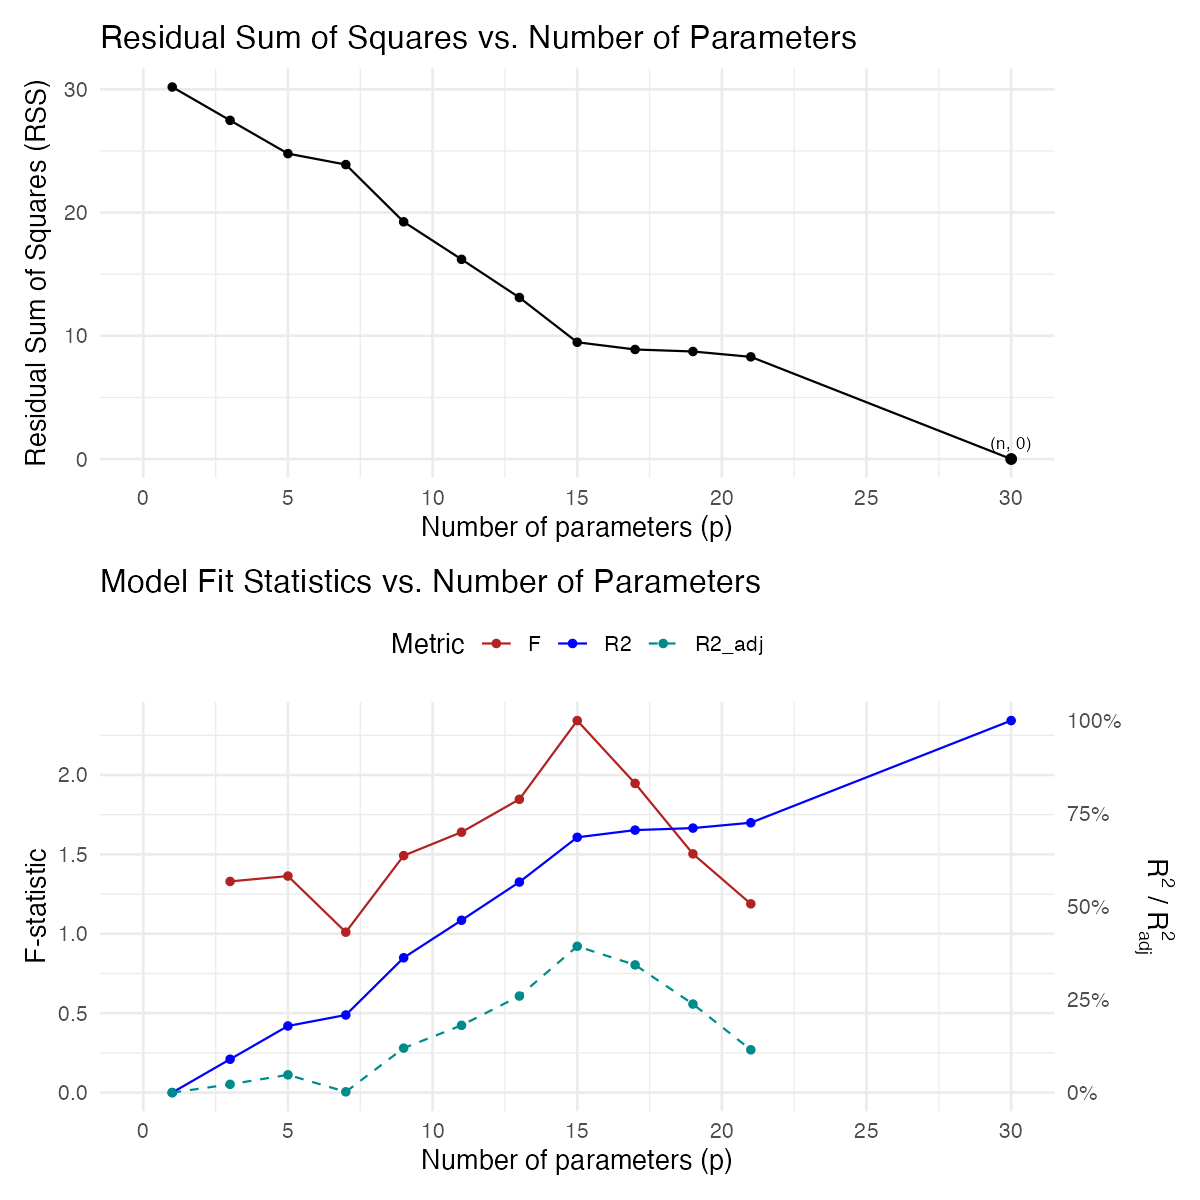 Residual Sum of Squares vs. Number of Parameters
Residual Sum of Squares (RSS)
30
20
10
0
(n, 0)
0 5 10 15 20 25 30
Number of parameters (p)
Model Fit Statistics vs. Number of Parameters
Metric F R2 R2_adj
F-statistic
2.0
1.5
1.0
0.5
0.0
100%
75%
50%
25%
0%
R² / R²adj
0 5 10 15 20 25 30
Number of parameters (p)